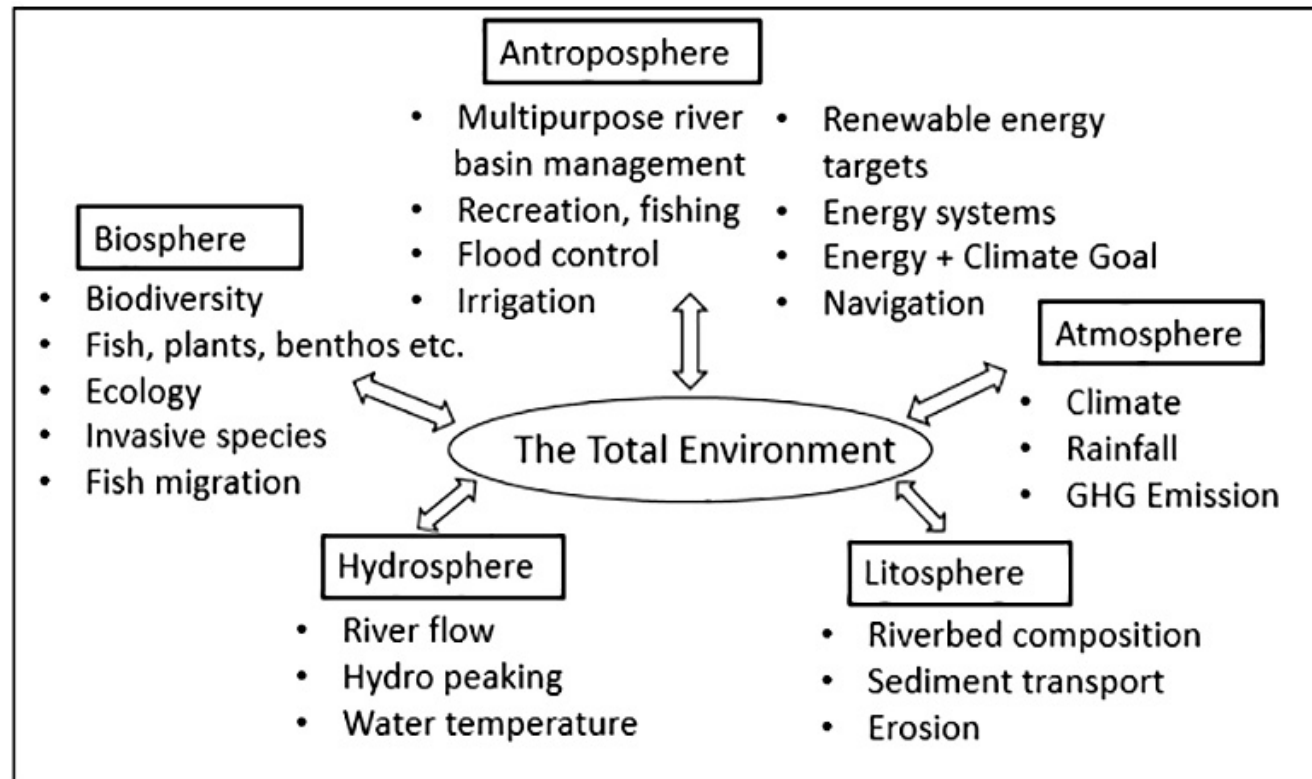 Antroposphere
• Multipurpose river
basin management
• Recreation, fishing
• Flood control
• Irrigation
• Renewable energy
targets
• Energy systems
• Energy + Climate Goal
• Navigation
Biosphere
• Biodiversity
• Fish, plants, benthos etc.
• Ecology
• Invasive species
• Fish migration
Atmosphere
• Climate
• Rainfall
• GHG Emission
The Total Environment
Hydrosphere
• River flow
• Hydro peaking
• Water temperature
Litosphere
• Riverbed composition
• Sediment transport
• Erosion